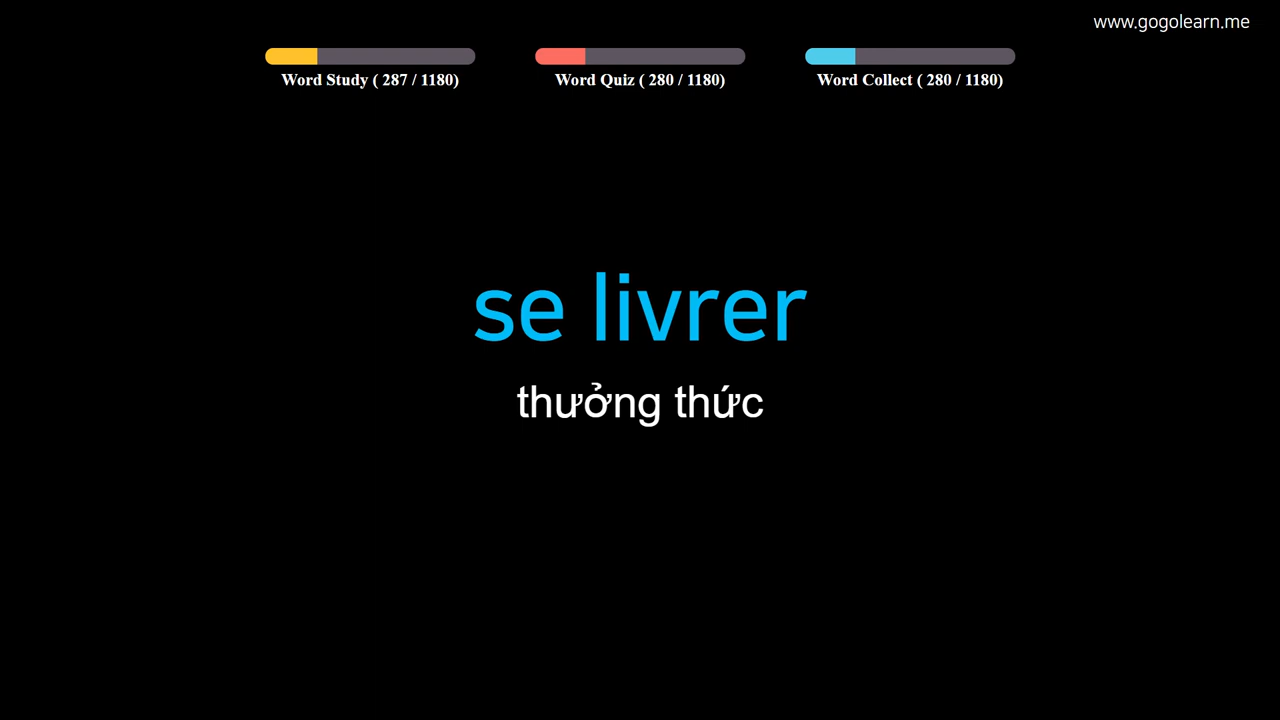 www.gogolearn.me
Word Study ( 287 / 1180)
Word Quiz ( 280 / 1180)
Word Collect ( 280 / 1180)
se livrer
thưởng thức